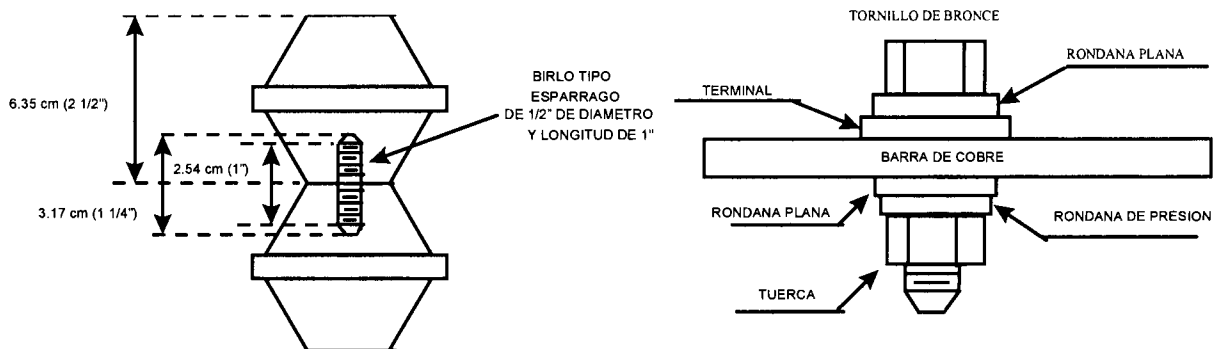 6.35 cm (2 1/2")
2.54 cm (1")
3.17 cm (1 1/4")
BIRLO TIPO
ESPARRAGO
DE 1/2" DE DIAMETRO
Y LONGITUD DE 1"
TORNILLO DE BRONCE
RONDANA PLANA
TERMINAL
BARRA DE COBRE
RONDANA PLANA
RONDANA DE PRESION
TUERCA